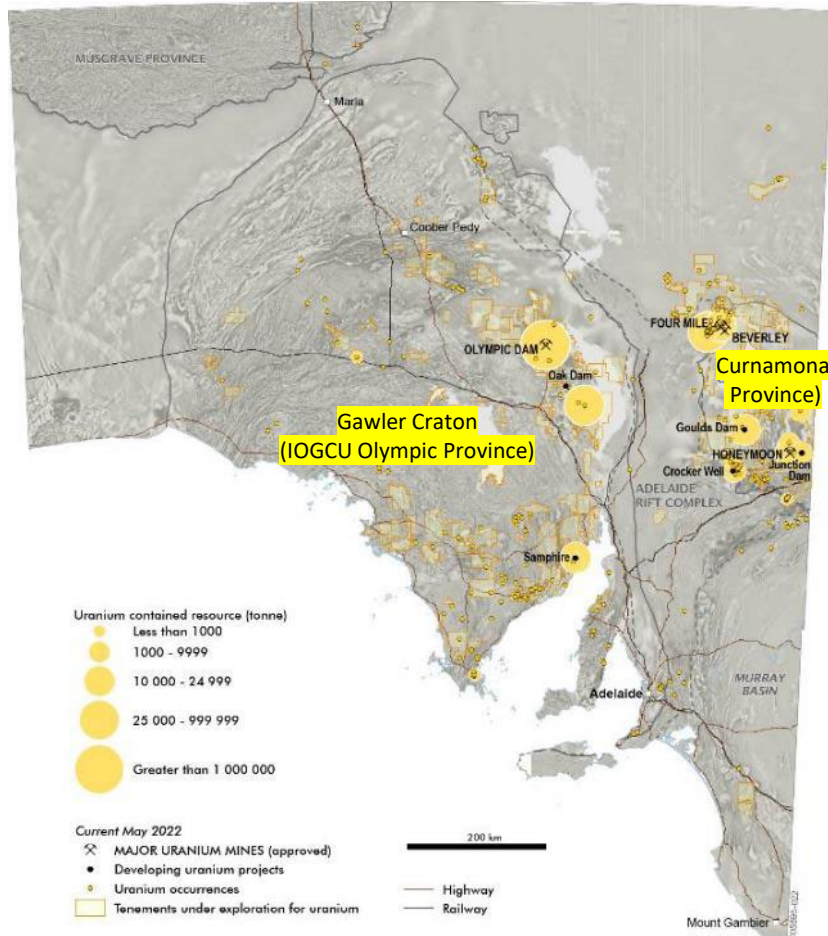 MUSGRAVE PROVINCE
Marla
Coober Pedy
FOUR MILE
BEVERLEY
OLYMPIC DAM
Oak Dam
Curnamona
Province)
Gawler Craton
(IOGCU Olympic Province)
Goulds Dam
HONEYMOON
Junction
Dam
Crocker Well
ADELAIDE
RIFT COMPLEX
Samphire
Uranium contained resource (tonne)
Less than 1000
1000 - 9999
10 000 - 24 999
25 000 - 999 999
Greater than 1 000 000
Adelaide
MURRAY
BASIN
Current May 2022
MAJOR URANIUM MINES (approved)
Developing uranium projects
Uranium occurrences
Tenements under exploration for uranium
200 km
Highway
Railway
Mount Gambier